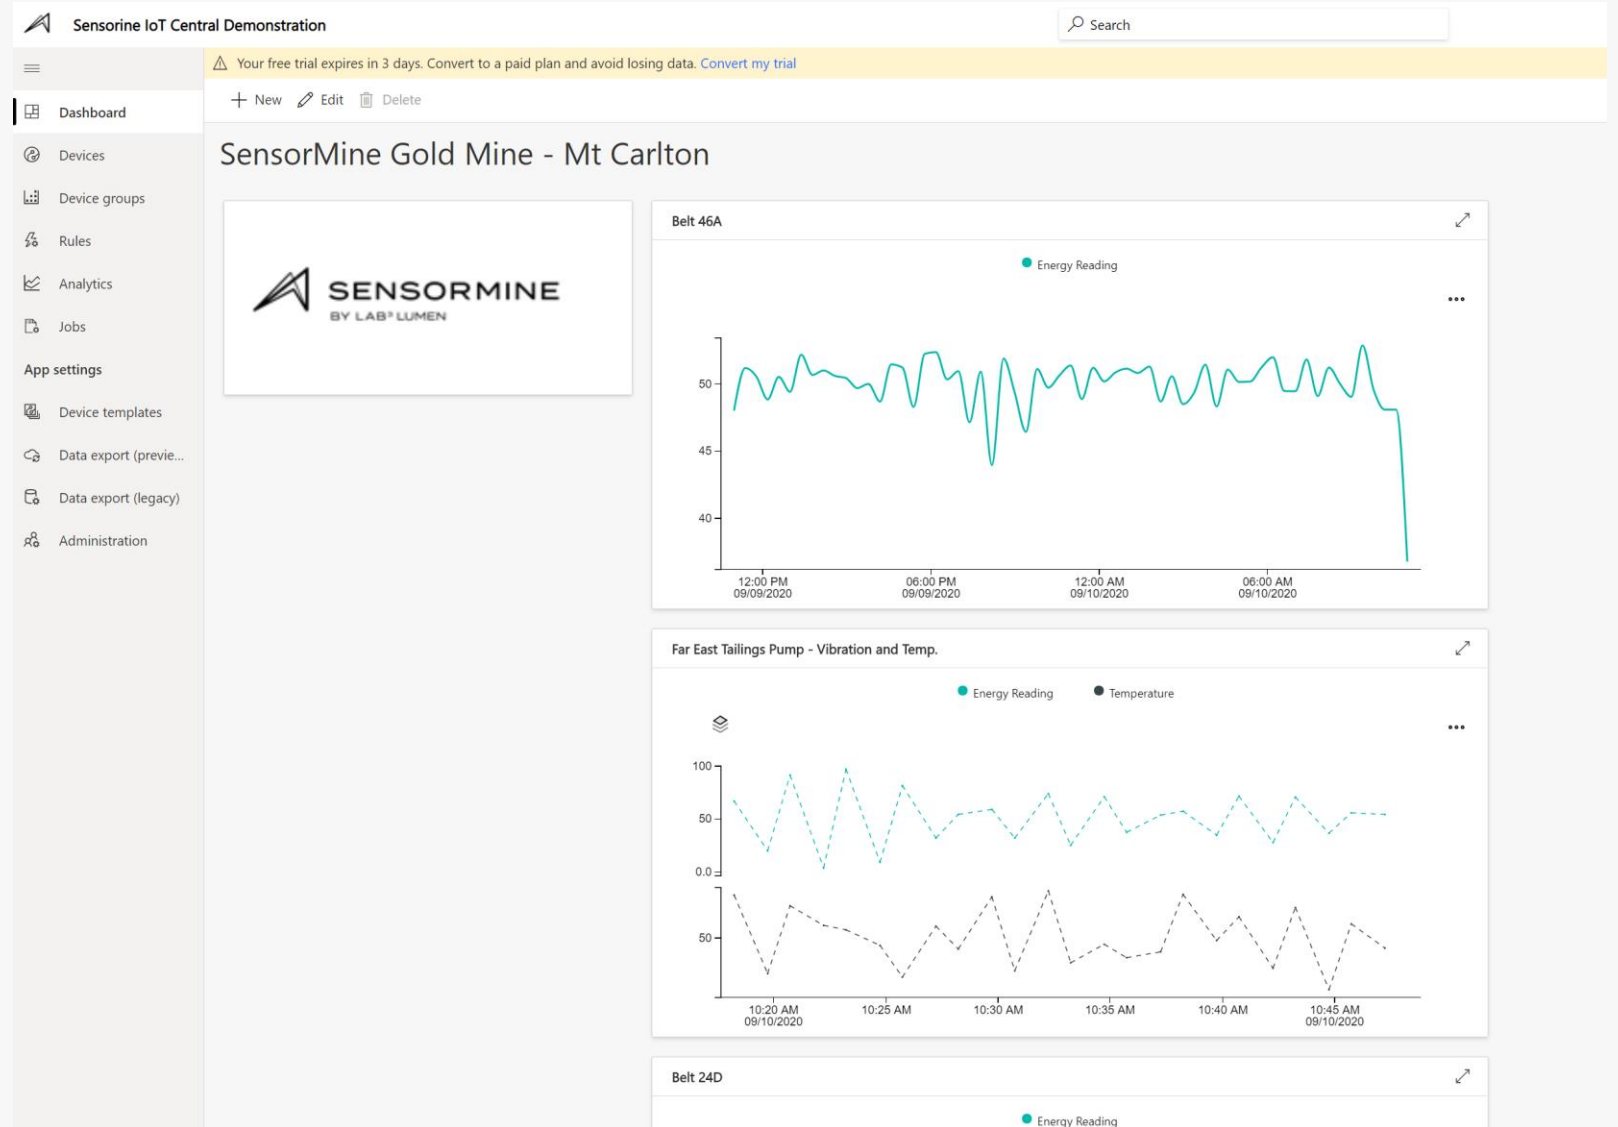 Sensorine IoT Central Demonstration
Search
Your free trial expires in 3 days. Convert to a paid plan and avoid losing data. Convert my trial
New Edit Delete
Dashboard
Devices
Device groups
Rules
Analytics
Jobs
App settings
Device templates
Data export (previe...
Data export (legacy)
Administration
SensorMine Gold Mine - Mt Carlton
SENSORMINE
BY LAB³ LUMEN
Belt 46A
Energy Reading
50
45
40
12:00 PM 06:00 PM 12:00 AM 06:00 AM
09/09/2020 09/09/2020 09/10/2020 09/10/2020
Far East Tailings Pump - Vibration and Temp.
Energy Reading Temperature
100
50
0.0
50
10:20 AM 10:25 AM 10:30 AM 10:35 AM 10:40 AM 10:45 AM
09/10/2020 09/10/2020
Belt 24D
Energy Reading